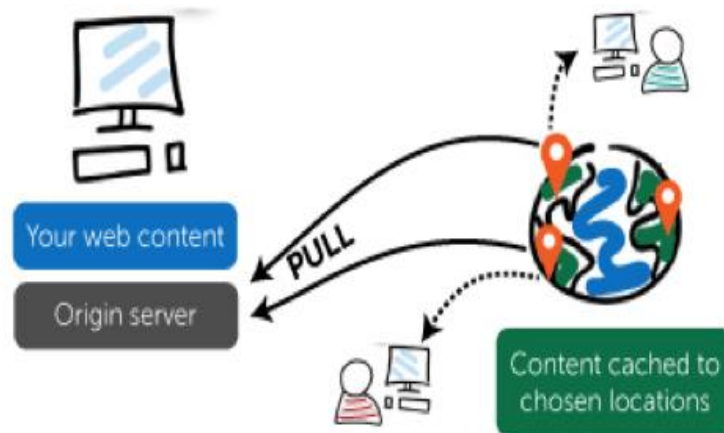 Your web content
Origin server
PULL
Content cached to
chosen locations